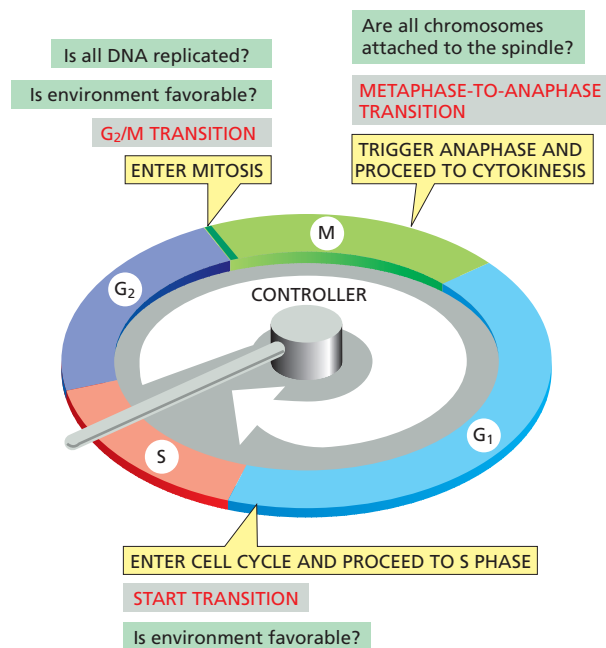 Is all DNA replicated?
Is environment favorable?
G₂/M TRANSITION
ENTER MITOSIS
Are all chromosomes
attached to the spindle?
METAPHASE-TO-ANAPHASE
TRANSITION
TRIGGER ANAPHASE AND
PROCEED TO CYTOKINESIS
M
G₂
CONTROLLER
G₁
S
ENTER CELL CYCLE AND PROCEED TO S PHASE
START TRANSITION
Is environment favorable?